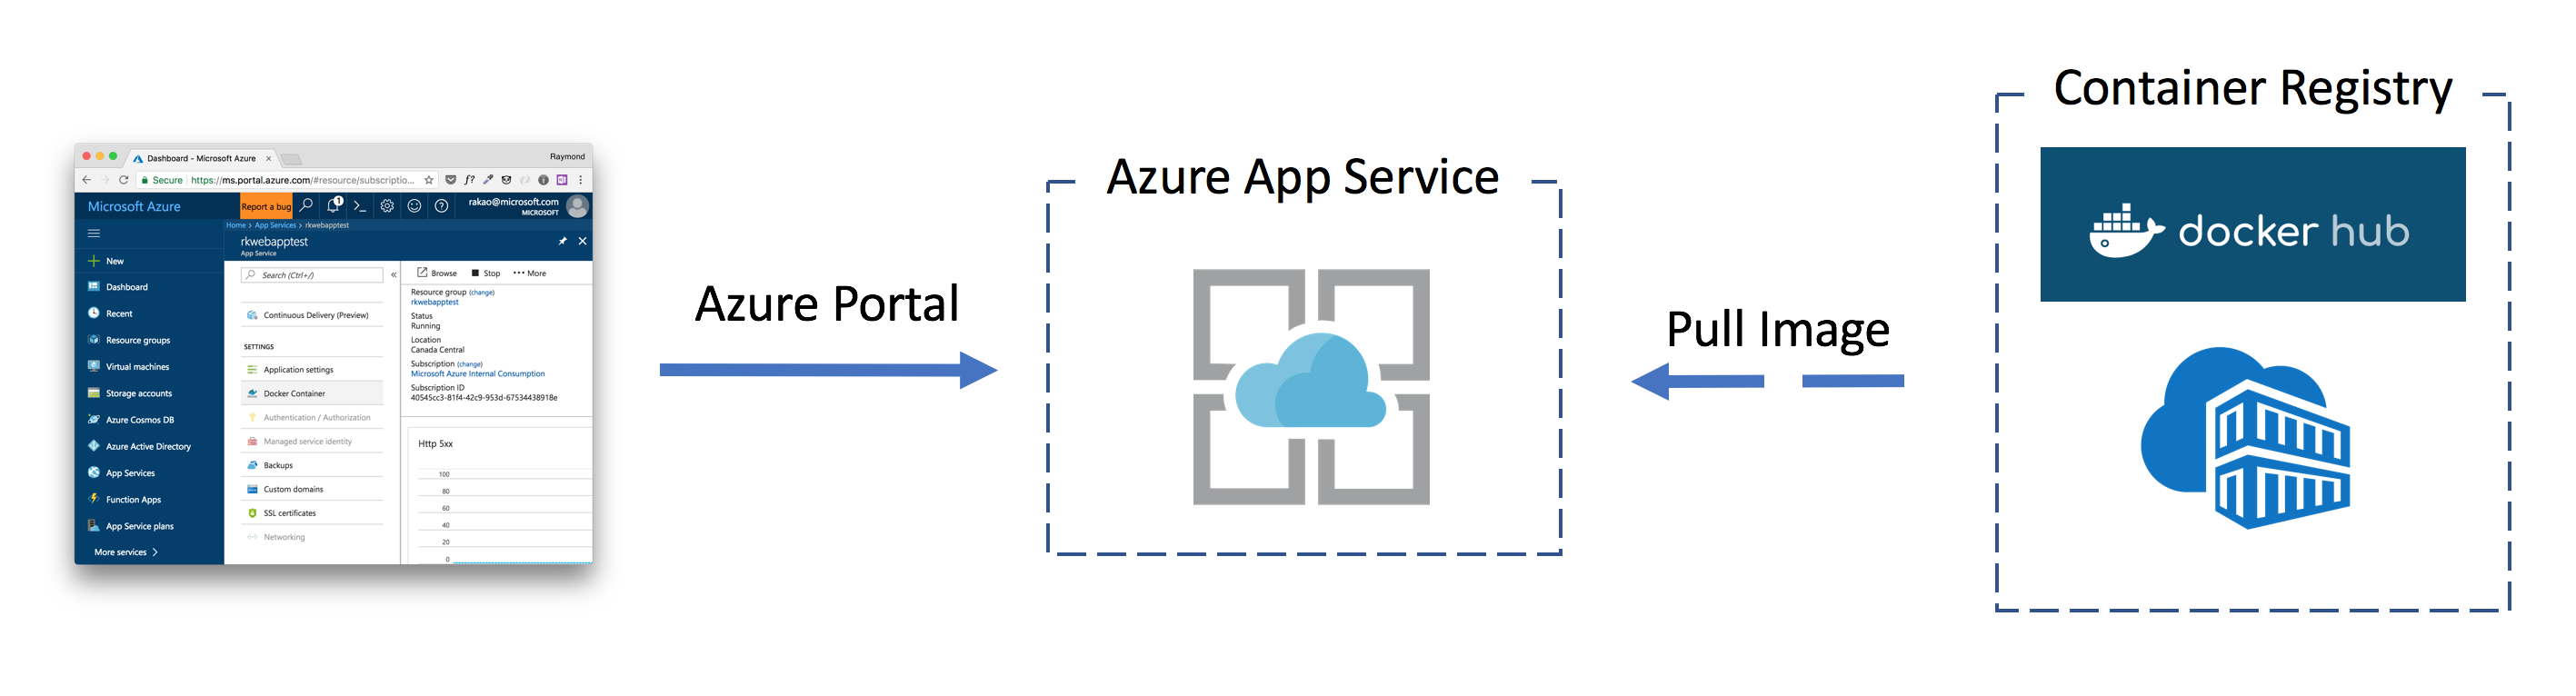 Dashboard - Microsoft Azure
Raymond
Secure
https://ms.portal.azure.com/#resource/subscriptio...
f?
Microsoft Azure
Report a bug
1
rakao@microsoft.com
MICROSOFT
Home > App Services > rkwebapptest
rkwebapptest
App Service
New
Dashboard
Recent
Resource groups
Virtual machines
Storage accounts
Azure Cosmos DB
Azure Active Directory
App Services
Function Apps
App Service plans
More services >
Search (Ctrl+/)
Continuous Delivery (Preview)
SETTINGS
Application settings
Docker Container
Authentication / Authorization
Managed service identity
Backups
Custom domains
SSL certificates
Networking
Browse
Stop
More
Resource group (change)
rkwebapptest
Status
Running
Location
Canada Central
Subscription (change)
Microsoft Azure Internal Consumption
Subscription ID
40545cc3-81f4-42c9-953d-67534438918e
Http 5xx
100
80
60
40
20
0
Azure Portal
Azure App Service
Pull Image
Container Registry
docker hub